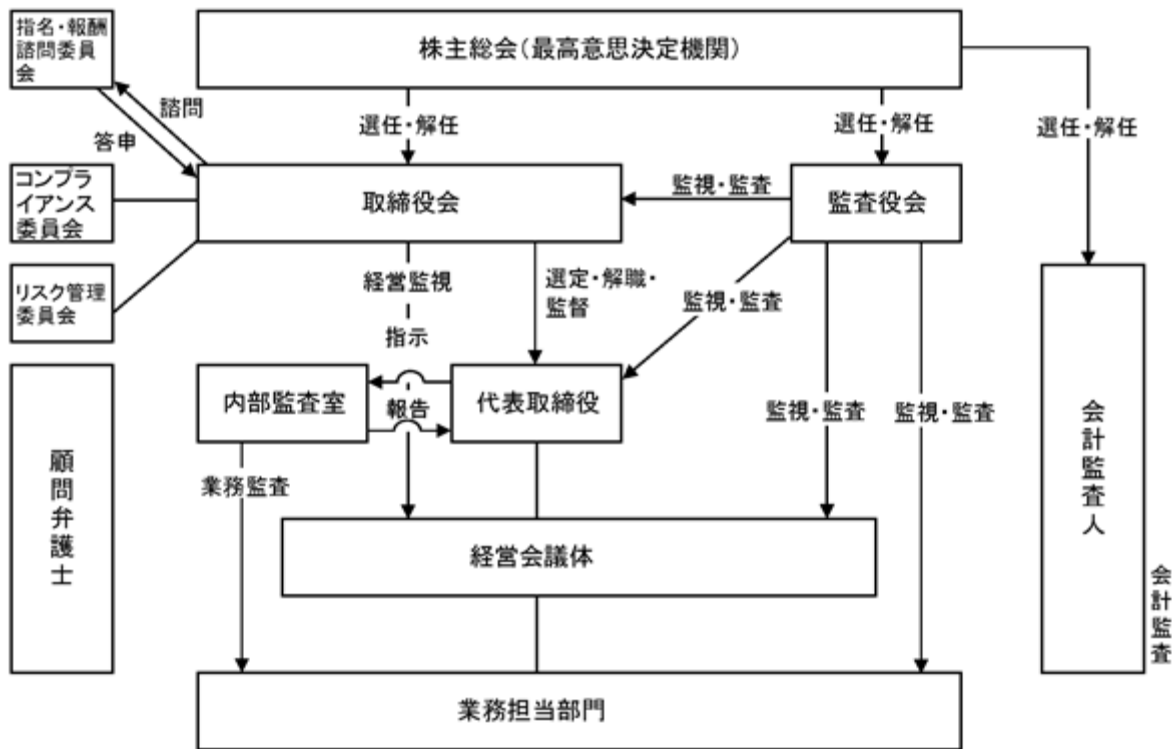 指名・報酬
諮問委員
会
株主総会(最高意思決定機関)
諮問
答申
選任・解任
選任・解任
選任・解任
コンプラ
イアンス
委員会
取締役会
監視・監査
監査役会
リスク管理
委員会
経営監視
選定・解職・
監督
監視・監査
指示
内部監査室
報告
代表取締役
監視・監査
監視・監査
顧問弁護士
業務監査
会計監査人
経営会議体
会計監査
業務担当部門